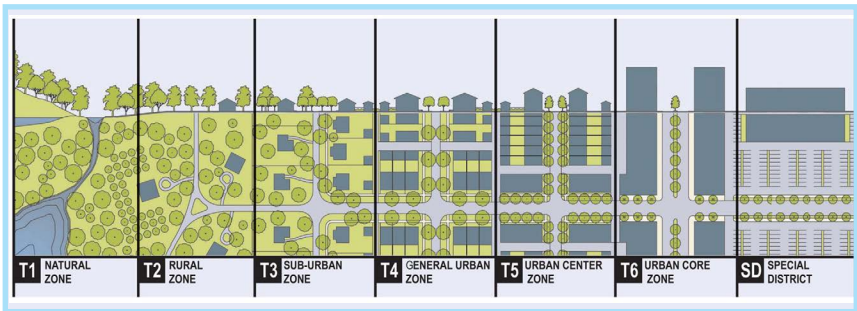 T1 NATURAL
ZONE
T2 RURAL
ZONE
T3 SUB-URBAN
ZONE
T4 GENERAL URBAN
ZONE
T5 URBAN CENTER
ZONE
T6 URBAN CORE
ZONE
SD SPECIAL
DISTRICT